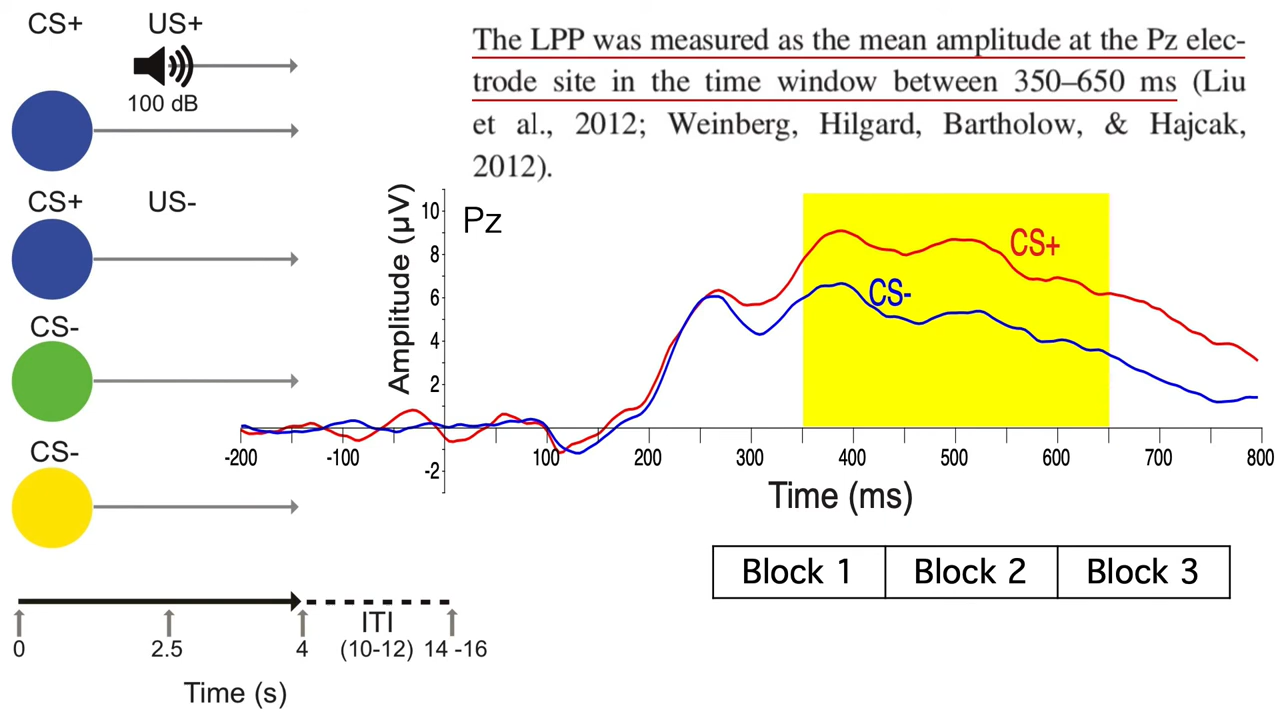 CS+ US+
100 dB
CS+ US-
CS-
CS-
0 2.5 4 ITI (10-12) 14 -16
Time (s)
The LPP was measured as the mean amplitude at the Pz elec-
trode site in the time window between 350–650 ms (Liu
et al., 2012; Weinberg, Hilgard, Bartholow, & Hajcak,
2012).
Amplitude (µV)
Pz
10
8
6
4
2
-2
CS+
CS-
-200 -100 100 200 300 400 500 600 700 800
Time (ms)
Block 1 Block 2 Block 3